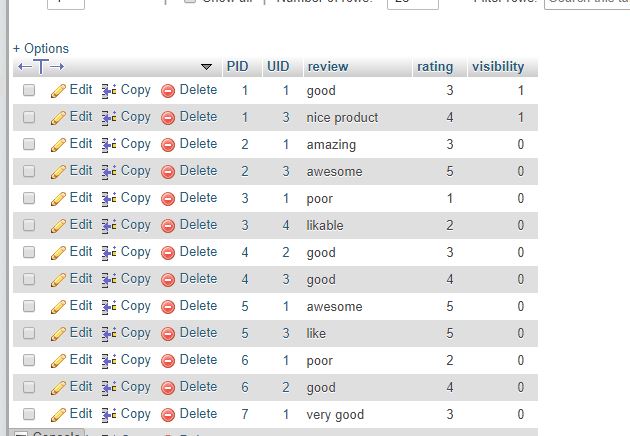 1 Show all | Number of rows: 25 Filter rows: Search this ta
+ Options
←T→ PID UID review rating visibility
Edit Copy Delete 1 1 good 3 1
Edit Copy Delete 1 3 nice product 4 1
Edit Copy Delete 2 1 amazing 3 0
Edit Copy Delete 2 3 awesome 5 0
Edit Copy Delete 3 1 poor 1 0
Edit Copy Delete 3 4 likable 2 0
Edit Copy Delete 4 2 good 3 0
Edit Copy Delete 4 3 good 4 0
Edit Copy Delete 5 1 awesome 5 0
Edit Copy Delete 5 3 like 5 0
Edit Copy Delete 6 1 poor 2 0
Edit Copy Delete 6 2 good 4 0
Edit Copy Delete 7 1 very good 3 0
Console